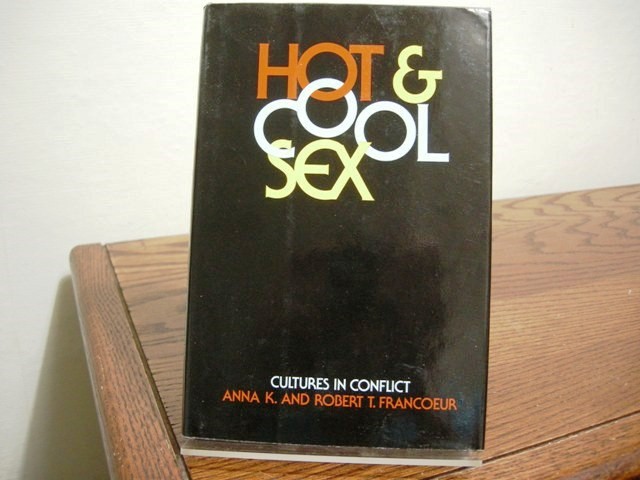 HOT &
COOL
SEX
CULTURES IN CONFLICT
ANNA K. AND ROBERT T. FRANCOEUR